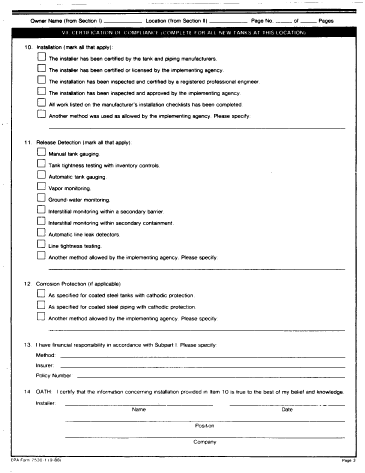 Owner Name (from Section I) Location (from Section II) Page No. of Pages
VI. CERTIFICATION OF COMPLIANCE (COMPLETE FOR ALL NEW TANKS AT THIS LOCATION)
10. Installation (mark all that apply):
The installer has been certified by the tank and piping manufacturers.
The installer has been certified or licensed by the implementing agency.
The installation has been inspected and certified by a registered professional engineer.
The installation has been inspected and approved by the implementing agency.
All work listed on the manufacturer's installation checklists has been completed.
Another method was used as allowed by the implementing agency. Please specify:
11. Release Detection (mark all that apply):
Manual tank gauging.
Tank tightness testing with inventory controls.
Automatic tank gauging.
Vapor monitoring.
Ground-water monitoring.
Interstitial monitoring within a secondary barrier.
Interstitial monitoring within secondary containment.
Automatic line leak detectors.
Line tightness testing.
Another method allowed by the implementing agency. Please specify:
12. Corrosion Protection (if applicable)
As specified for coated steel tanks with cathodic protection.
As specified for coated steel piping with cathodic protection.
Another method allowed by the implementing agency. Please specify:
13. I have financial responsibility in accordance with Subpart I. Please specify:
Method:
Insurer:
Policy Number:
14. OATH: I certify that the information concerning installation provided in Item 10 is true to the best of my belief and knowledge.
Installer:
Name Date
Position
Company
EPA Form 7530-1 Page 3